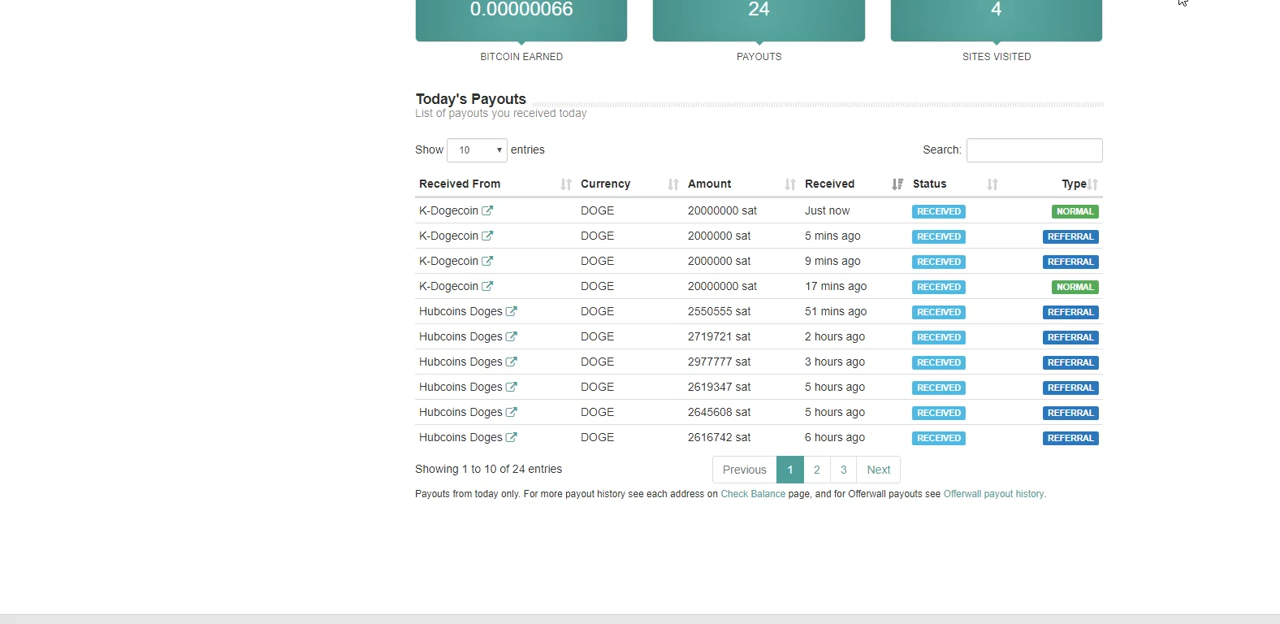 0.00000066 24 4
BITCOIN EARNED PAYOUTS SITES VISITED
Today's Payouts
List of payouts you received today
Show 10 entries Search:
Received From Currency Amount Received Status Type
K-Dogecoin DOGE 20000000 sat Just now RECEIVED NORMAL
K-Dogecoin DOGE 2000000 sat 5 mins ago RECEIVED REFERRAL
K-Dogecoin DOGE 2000000 sat 9 mins ago RECEIVED REFERRAL
K-Dogecoin DOGE 20000000 sat 17 mins ago RECEIVED NORMAL
Hubcoins Doges DOGE 2550555 sat 51 mins ago RECEIVED REFERRAL
Hubcoins Doges DOGE 2719721 sat 2 hours ago RECEIVED REFERRAL
Hubcoins Doges DOGE 2977777 sat 3 hours ago RECEIVED REFERRAL
Hubcoins Doges DOGE 2619347 sat 5 hours ago RECEIVED REFERRAL
Hubcoins Doges DOGE 2645608 sat 5 hours ago RECEIVED REFERRAL
Hubcoins Doges DOGE 2616742 sat 6 hours ago RECEIVED REFERRAL
Showing 1 to 10 of 24 entries Previous 1 2 3 Next
Payouts from today only. For more payout history see each address on Check Balance page, and for Offerwall payouts see Offerwall payout history.